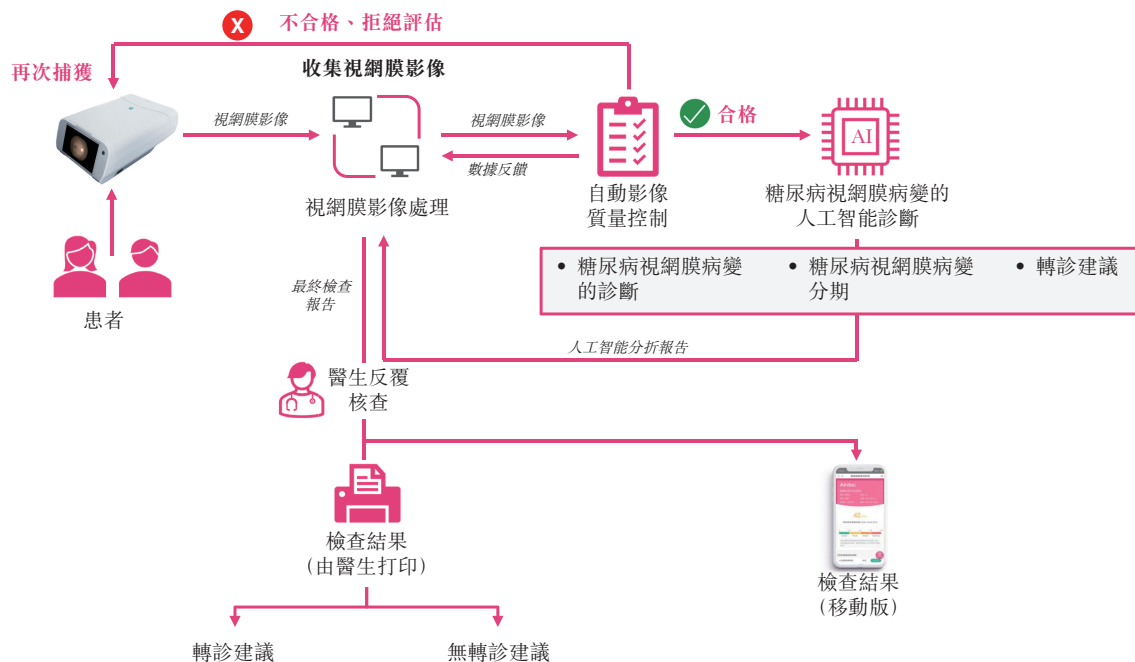 X
不合格、拒絕評估
再次捕獲
收集視網膜影像
視網膜影像
視網膜影像
數據反饋
合格
AI
視網膜影像處理
自動影像
質量控制
糖尿病視網膜病變的
人工智能診斷
患者
• 糖尿病視網膜病變
的診斷
• 糖尿病視網膜病變
分期
• 轉診建議
最終檢查
報告
人工智能分折報告
醫生反覆
核查
檢查結果
(由醫生打印)
檢查結果
(移動版)
轉診建議
無轉診建議